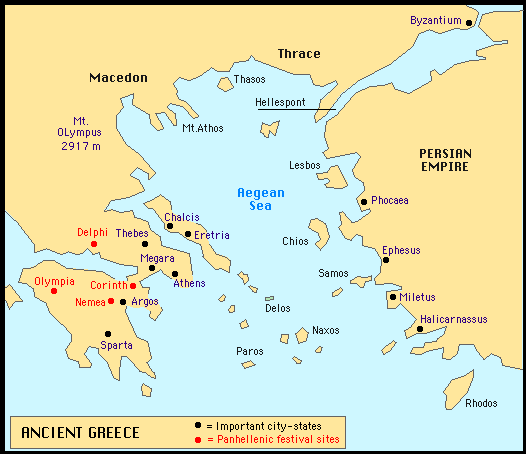 Byzantium
Thrace
Macedon
Thasos
Hellespont
Mt.
OLympus
2917 m
Mt.Athos
PERSIAN
EMPIRE
Lesbos
Aegean
Sea
Phocaea
Chalcis
Delphi
Thebes
Eretria
Chios
Megara
Ephesus
Olympia
Corinth
Athens
Samos
Nemea
Argos
Delos
Miletus
Halicarnassus
Naxos
Sparta
Paros
Rhodos
ANCIENT GREECE
= Important city-states
= Panhellenic festival sites